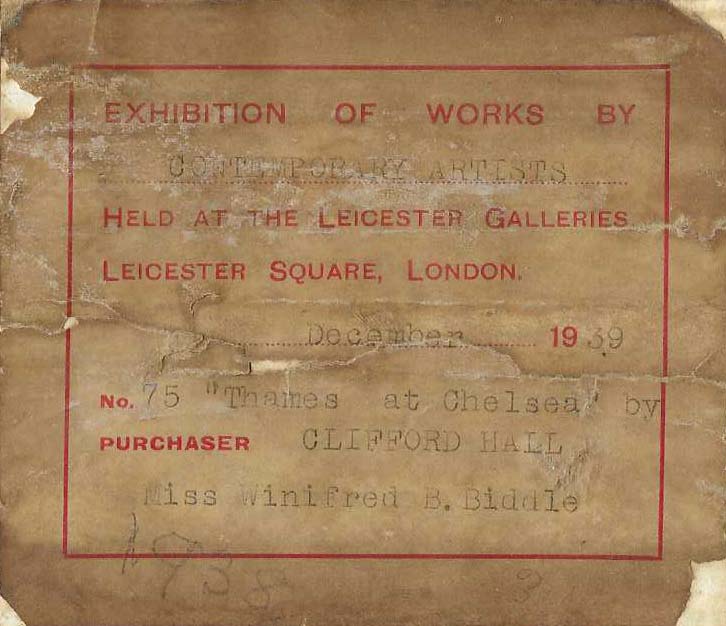 EXHIBITION OF WORKS BY
CONTEMPORARY ARTISTS
HELD AT THE LEICESTER GALLERIES
LEICESTER SQUARE, LONDON.
December 1939
No. 75 "Thames at Chelsea" by
PURCHASER CLIFFORD HALL
Miss Winifred B. Biddle
1938